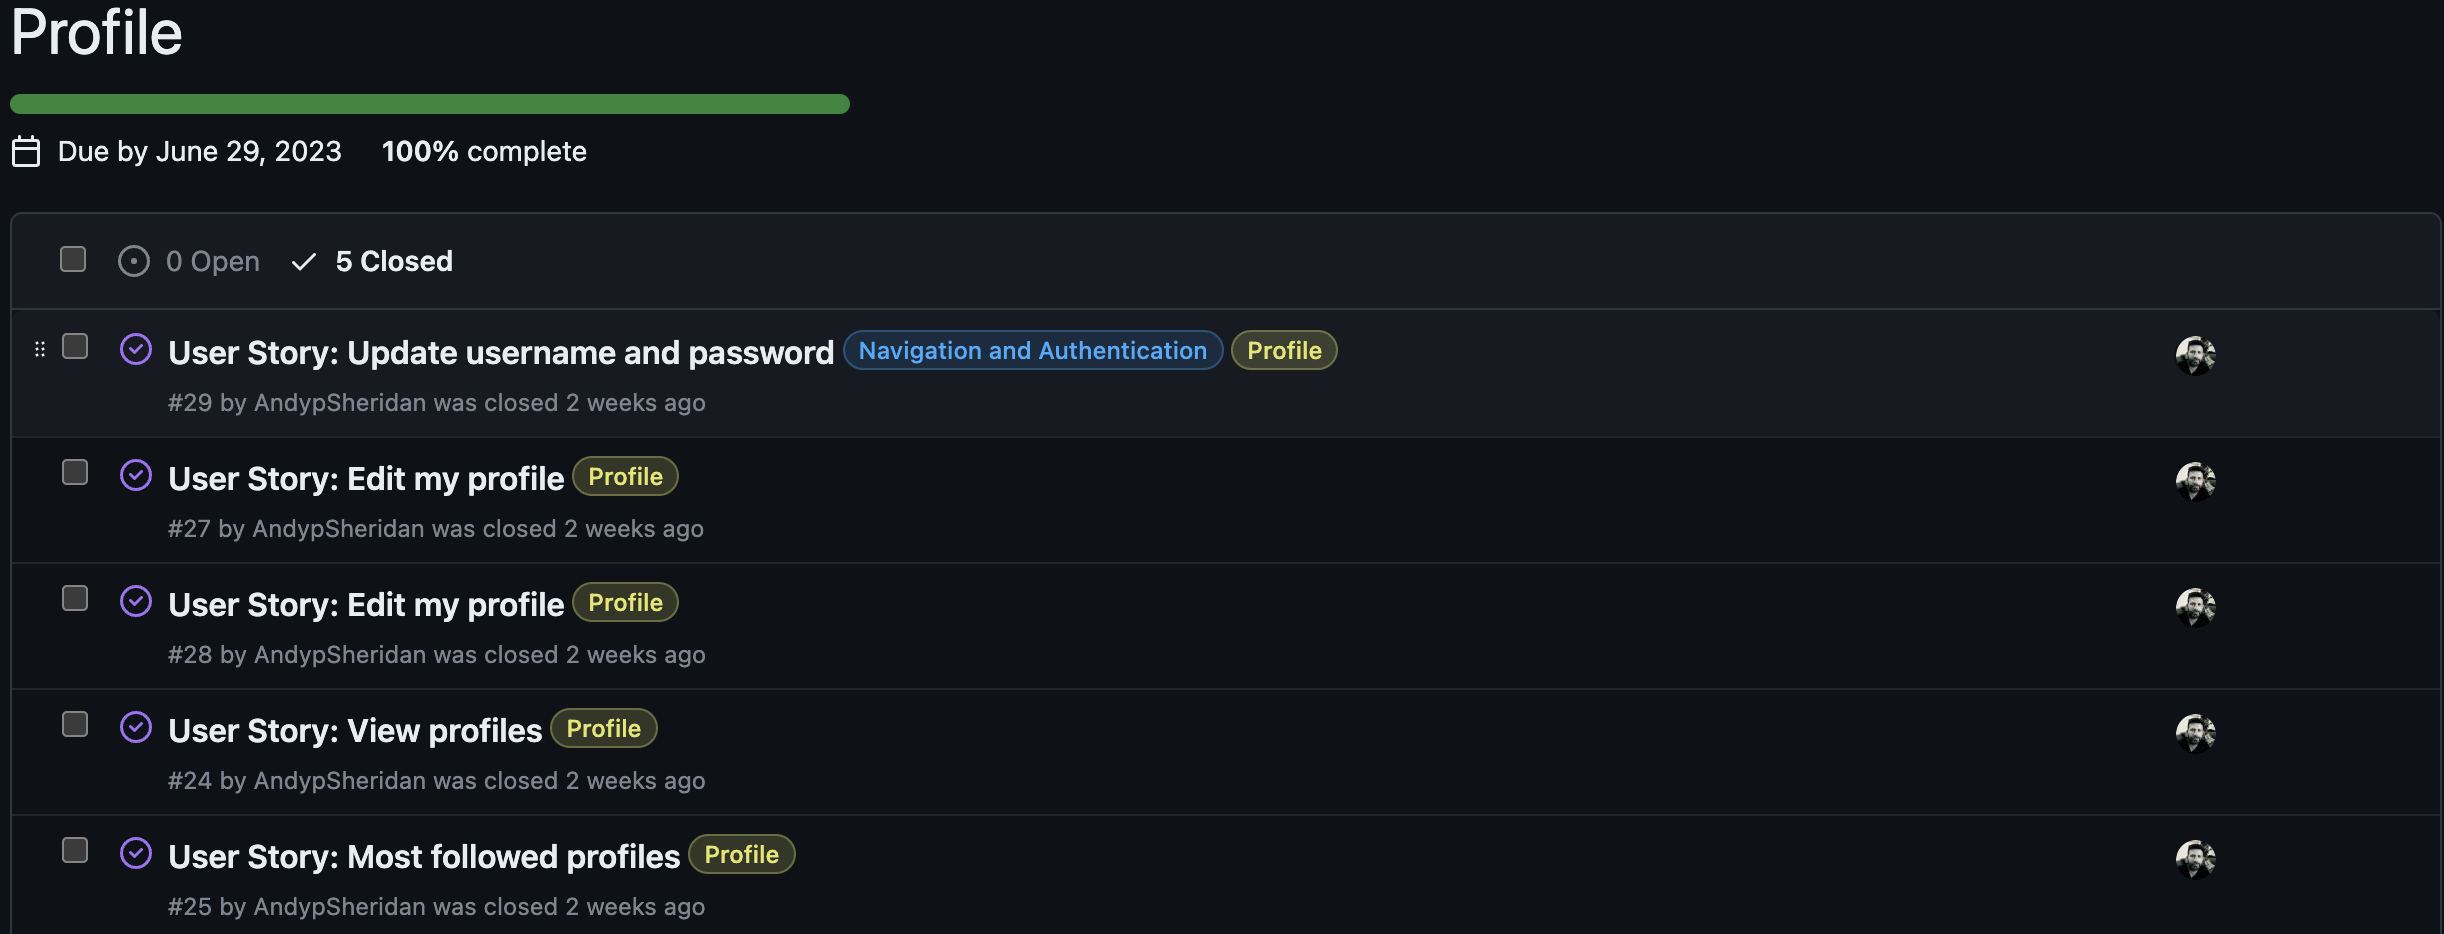 Profile
Due by June 29, 2023 100% complete
0 Open 5 Closed
User Story: Update username and password Navigation and Authentication Profile
#29 by AndypSheridan was closed 2 weeks ago
User Story: Edit my profile Profile
#27 by AndypSheridan was closed 2 weeks ago
User Story: Edit my profile Profile
#28 by AndypSheridan was closed 2 weeks ago
User Story: View profiles Profile
#24 by AndypSheridan was closed 2 weeks ago
User Story: Most followed profiles Profile
#25 by AndypSheridan was closed 2 weeks ago